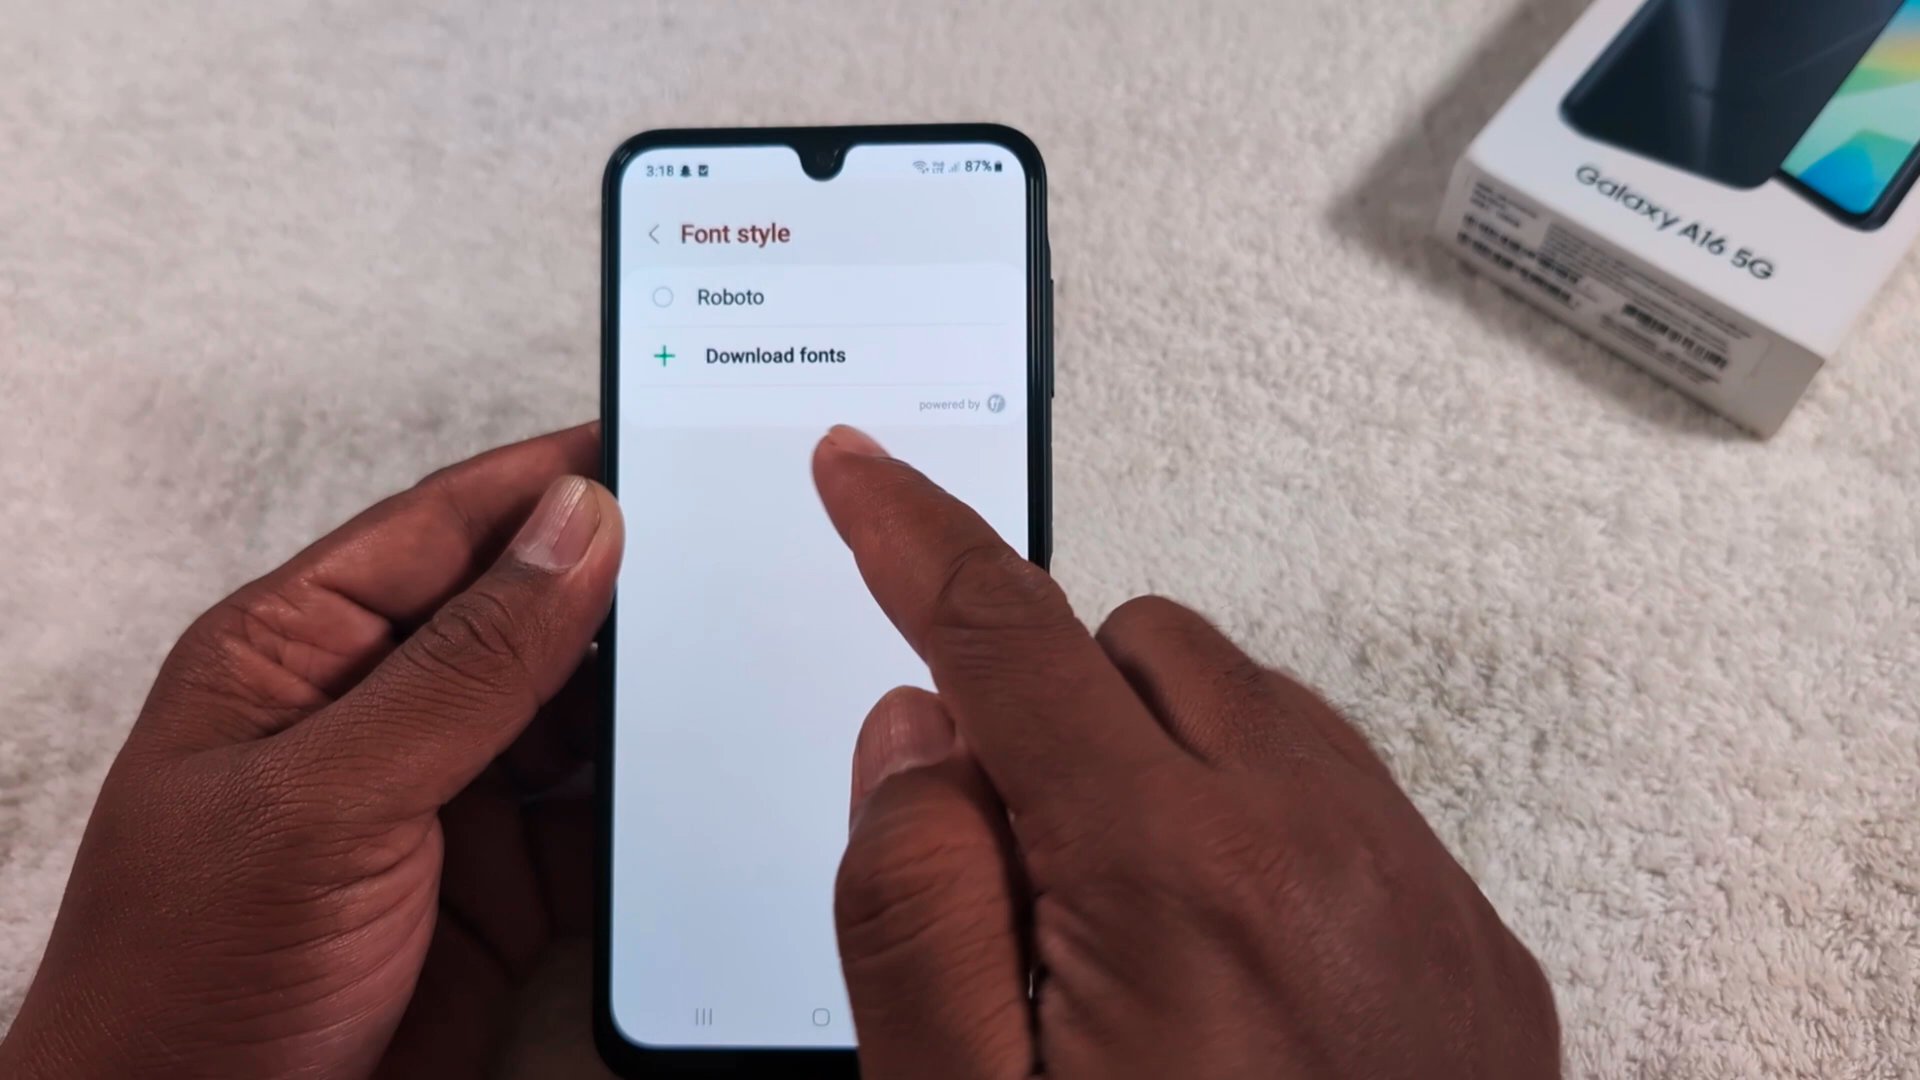 3:18
87%
Font style
Roboto
Download fonts
powered by
Galaxy A16 5G